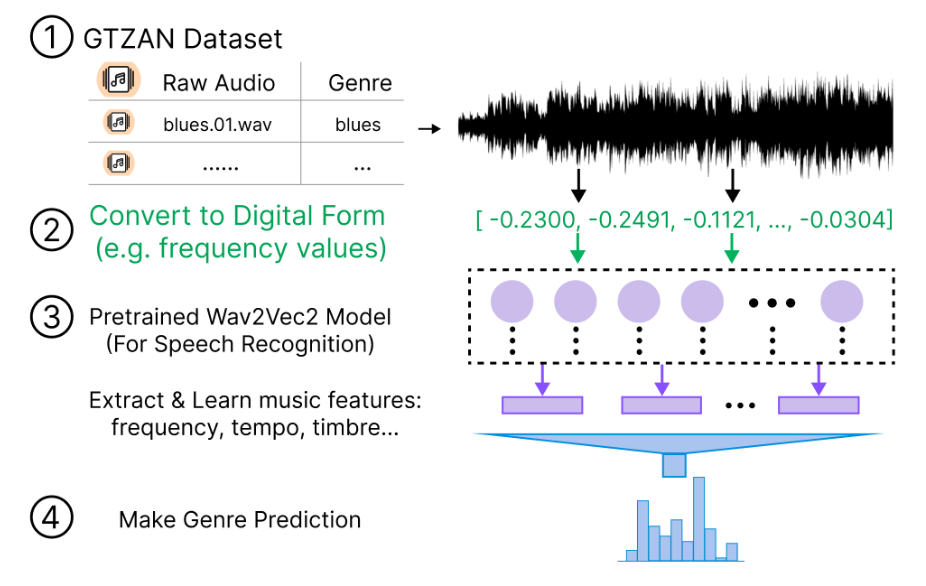 1 GTZAN Dataset
Raw Audio Genre
blues.01.wav blues
...... ...
2 Convert to Digital Form
(e.g. frequency values)
[ -0.2300, -0.2491, -0.1121, ..., -0.0304]
3 Pretrained Wav2Vec2 Model
(For Speech Recognition)
Extract & Learn music features:
frequency, tempo, timbre...
4 Make Genre Prediction